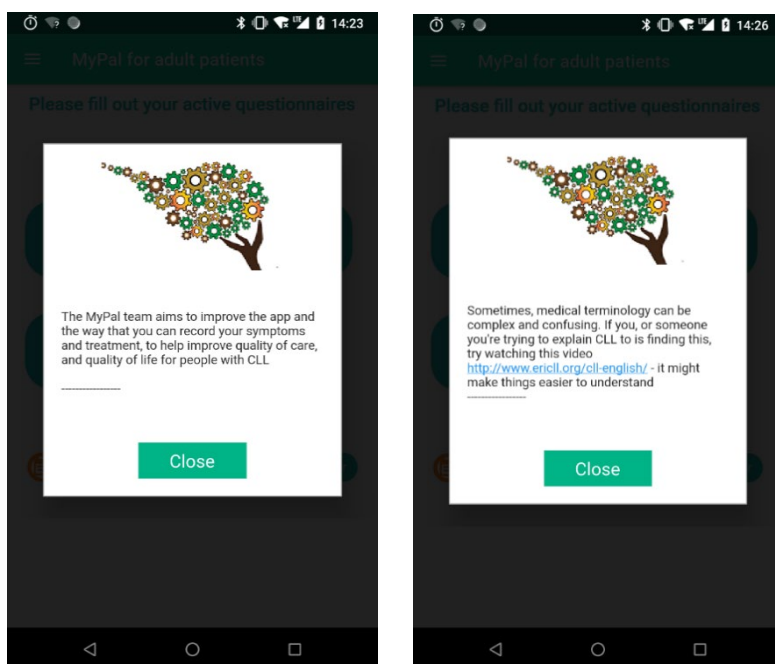 14:23
MyPal for adult patients
Please fill out your active questionnaires
The MyPal team aims to improve the app and
the way that you can record your symptoms
and treatment, to help improve quality of care,
and quality of life for people with CLL
-----------------
Close
14:26
MyPal for adult patients
Please fill out your active questionnaires
Sometimes, medical terminology can be
complex and confusing. If you, or someone
you're trying to explain CLL to is finding this,
try watching this video
http://www.ericll.org/cll-english/ - it might
make things easier to understand
-----------------
Close